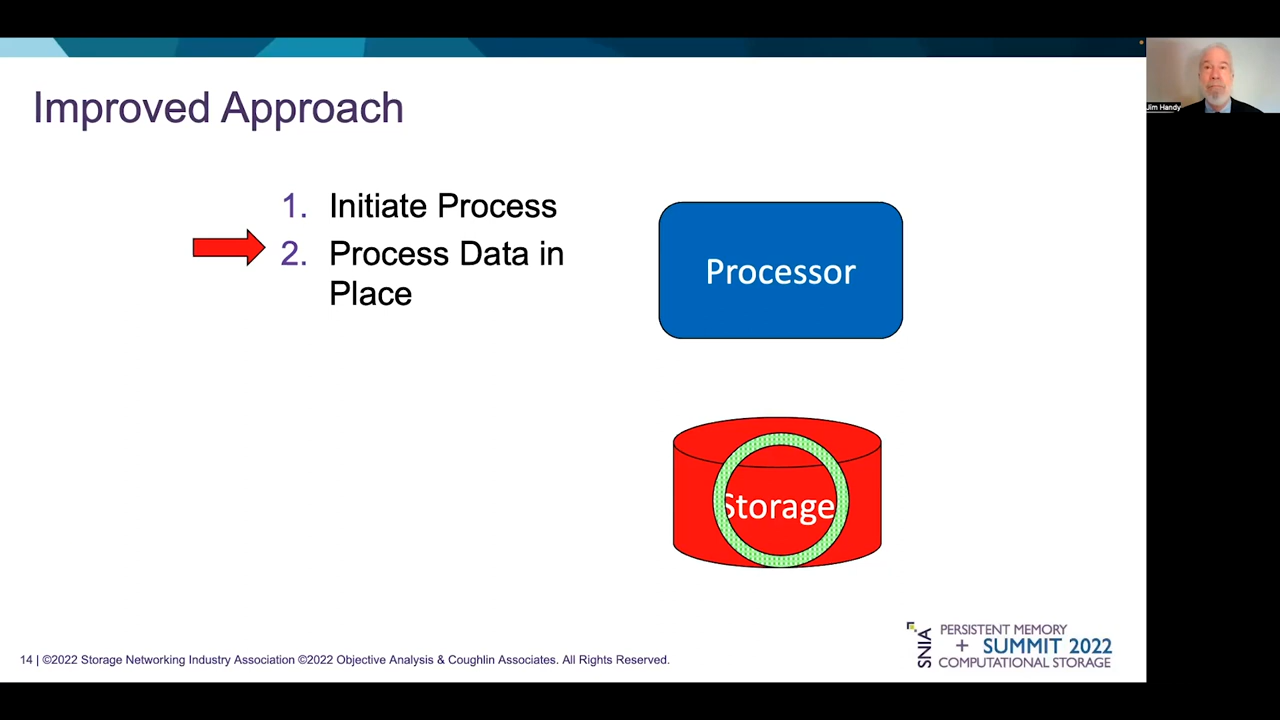 Improved Approach
Jim Handy
1. Initiate Process
2. Process Data in
Place
Processor
Storage
14 | ©2022 Storage Networking Industry Association ©2022 Objective Analysis & Coughlin Associates. All Rights Reserved.
SNIA
PERSISTENT MEMORY
+ SUMMIT 2022
COMPUTATIONAL STORAGE